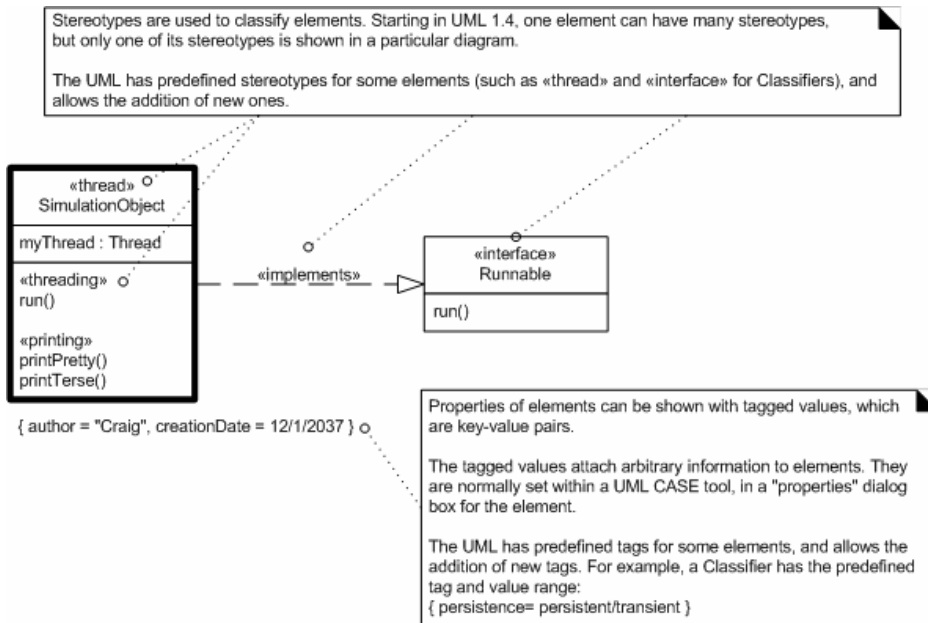 Stereotypes are used to classify elements. Starting in UML 1.4, one element can have many stereotypes,
but only one of its stereotypes is shown in a particular diagram.
The UML has predefined stereotypes for some elements (such as «thread» and «interface» for Classifiers), and
allows the addition of new ones.
«thread»
SimulationObject
myThread : Thread
«threading»
run()
«printing»
printPretty()
printTerse()
«implements»
«interface»
Runnable
run()
{ author = "Craig", creationDate = 12/1/2037 }
Properties of elements can be shown with tagged values, which
are key-value pairs.
The tagged values attach arbitrary information to elements. They
are normally set within a UML CASE tool, in a "properties" dialog
box for the element.
The UML has predefined tags for some elements, and allows the
addition of new tags. For example, a Classifier has the predefined
tag and value range:
{ persistence= persistent/transient }